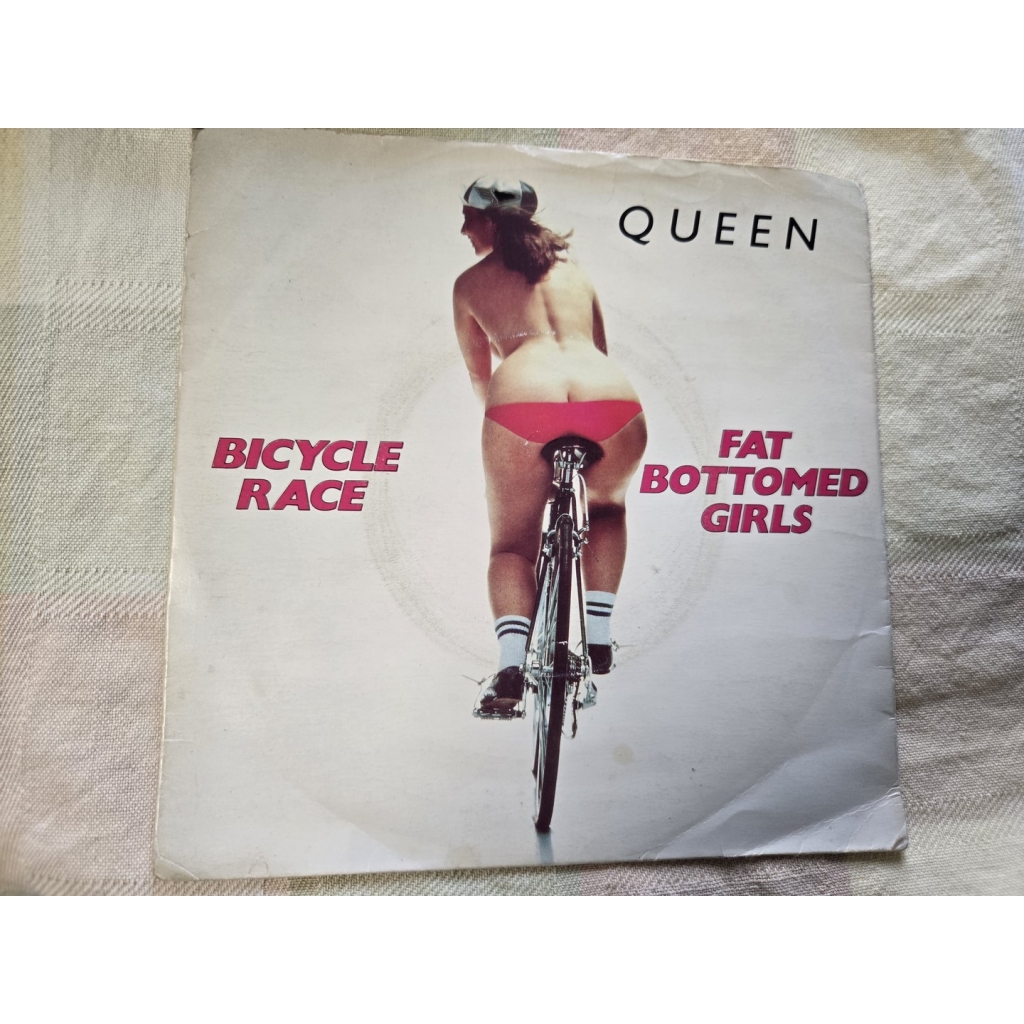 QUEEN
BICYCLE
RACE
FAT
BOTTOMED
GIRLS